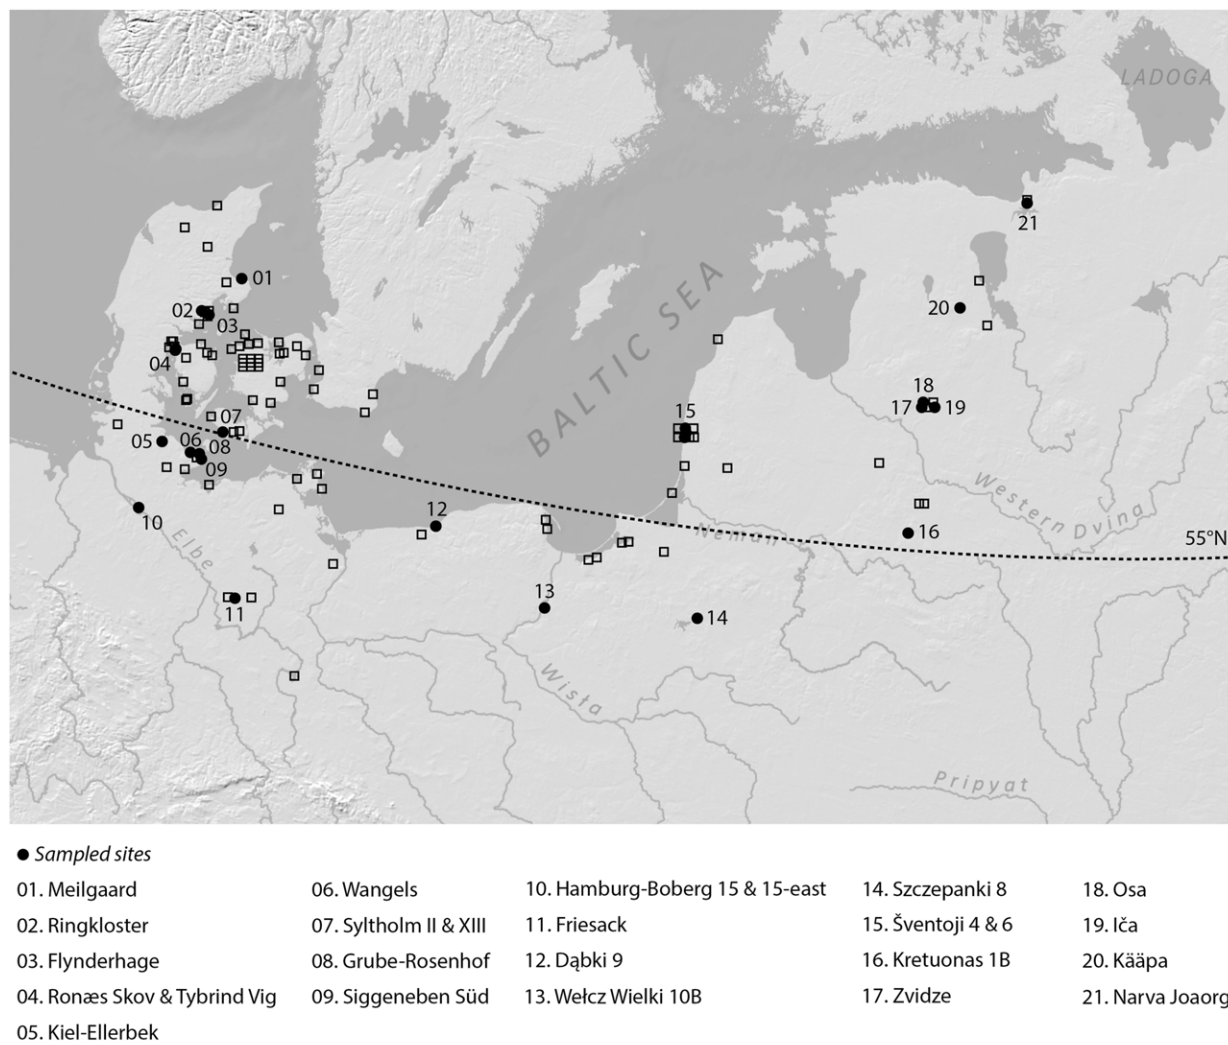 LADOGA
21
01
02
03
20
04
BALTIC SEA
18
15
17
19
07
05
06
08
09
Western Dvina
12
10
16
55°N
Neman
Elbe
13
11
14
Wista
Pripyat
● Sampled sites
01. Meilgaard
02. Ringkloster
03. Flynderhage
04. Ronæs Skov & Tybrind Vig
05. Kiel-Ellerbek
06. Wangels
07. Syltholm II & XIII
08. Grube-Rosenhof
09. Siggeneben Süd
10. Hamburg-Boberg 15 & 15-east
11. Friesack
12. Dąbki 9
13. Wełcz Wielki 10B
14. Szczepanki 8
15. Šventoji 4 & 6
16. Kretuonas 1B
17. Zvidze
18. Osa
19. Iča
20. Kääpa
21. Narva Joaorg